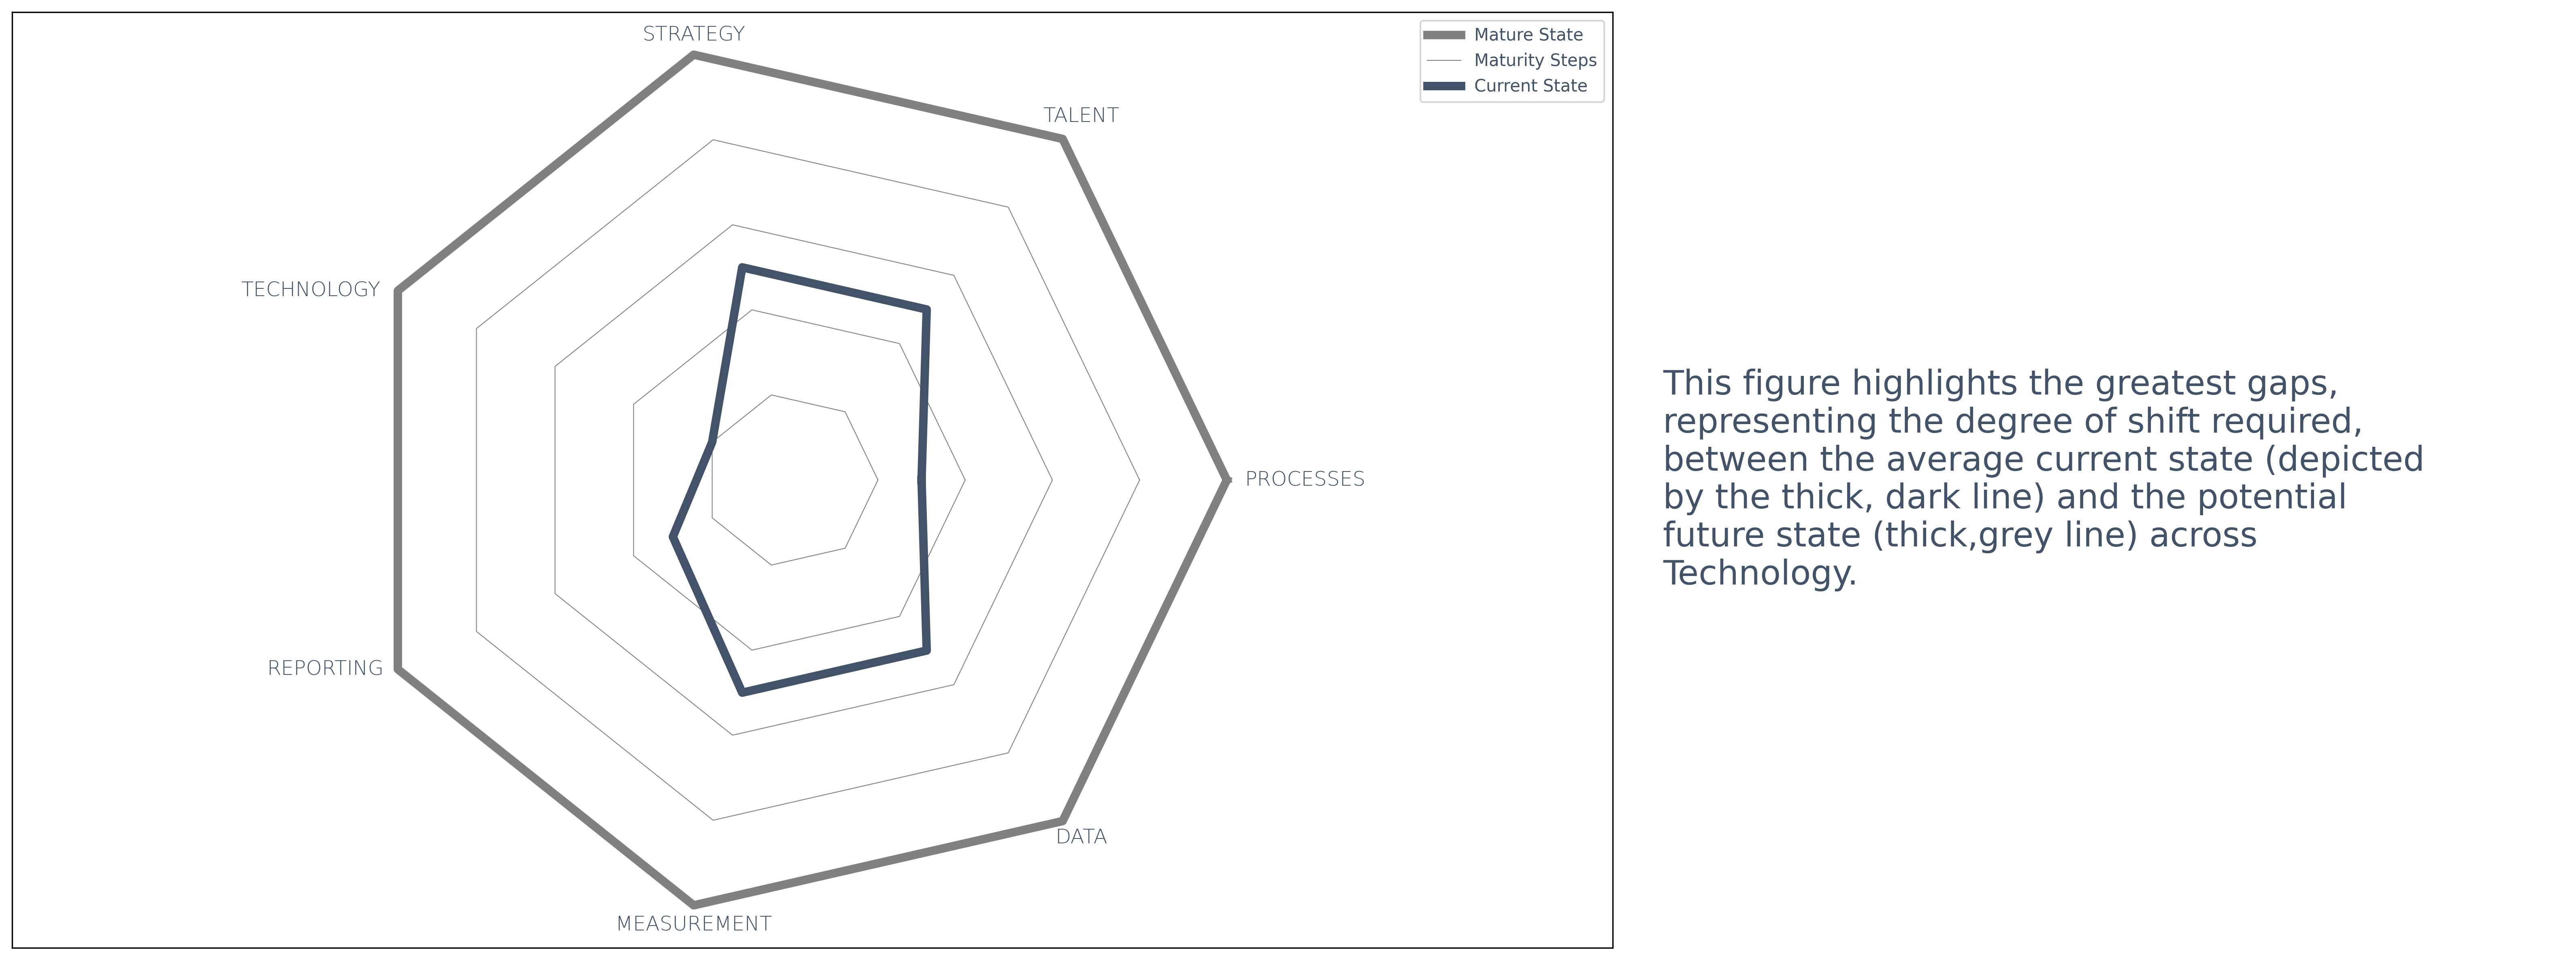 STRATEGY
Mature State
Maturity Steps
Current State
TALENT
TECHNOLOGY
PROCESSES
REPORTING
DATA
MEASUREMENT
This figure highlights the greatest gaps,
representing the degree of shift required,
between the average current state (depicted
by the thick, dark line) and the potential
future state (thick,grey line) across
Technology.